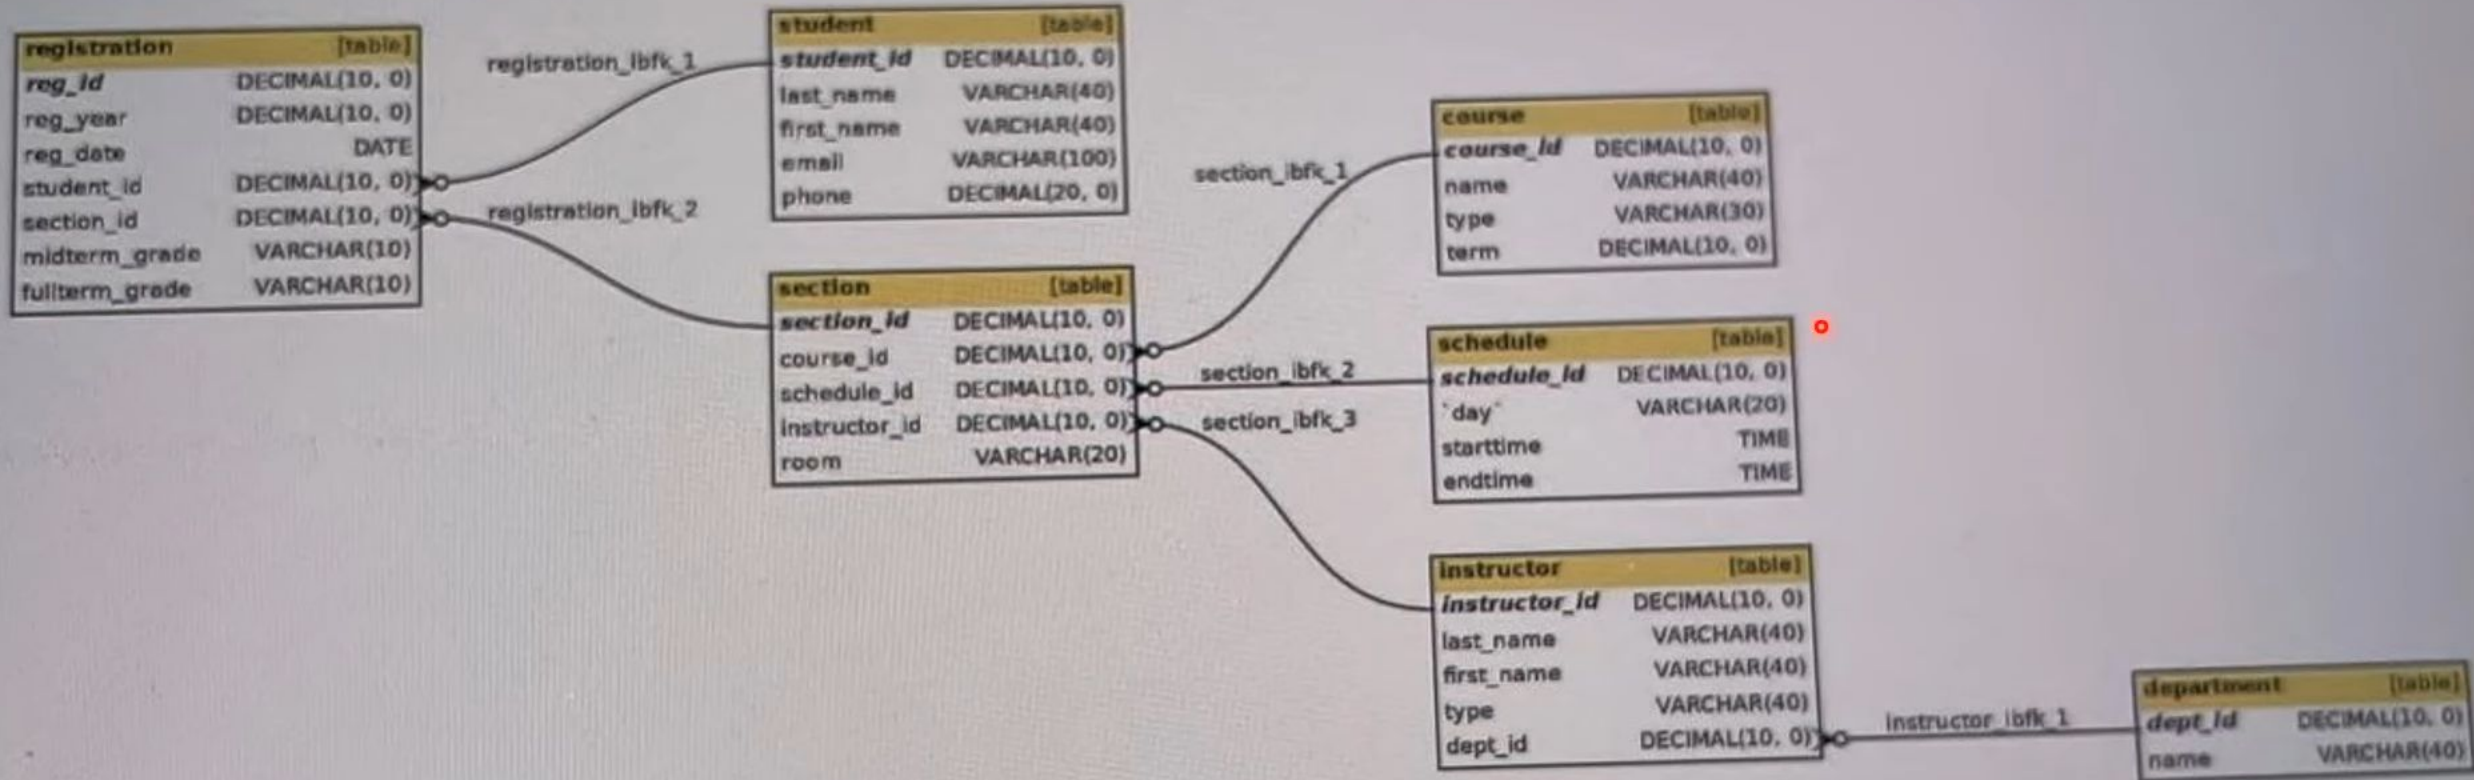 registration [table]
reg_id DECIMAL(10, 0)
reg_year DECIMAL(10, 0)
reg_date DATE
student_id DECIMAL(10, 0)
section_id DECIMAL(10, 0)
midterm_grade VARCHAR(10)
fullterm_grade VARCHAR(10)
registration_ibfk_1
registration_ibfk_2
student [table]
student_id DECIMAL(10, 0)
last_name VARCHAR(40)
first_name VARCHAR(40)
email VARCHAR(100)
phone DECIMAL(20, 0)
section [table]
section_id DECIMAL(10, 0)
course_id DECIMAL(10, 0)
schedule_id DECIMAL(10, 0)
instructor_id DECIMAL(10, 0)
room VARCHAR(20)
section_ibfk_1
section_ibfk_2
section_ibfk_3
course [table]
course_id DECIMAL(10, 0)
name VARCHAR(40)
type VARCHAR(30)
term DECIMAL(10, 0)
schedule [table]
schedule_id DECIMAL(10, 0)
`day` VARCHAR(20)
starttime TIME
endtime TIME
instructor [table]
instructor_id DECIMAL(10, 0)
last_name VARCHAR(40)
first_name VARCHAR(40)
type VARCHAR(40)
dept_id DECIMAL(10, 0)
instructor_ibfk_1
department [table]
dept_id DECIMAL(10, 0)
name VARCHAR(40)